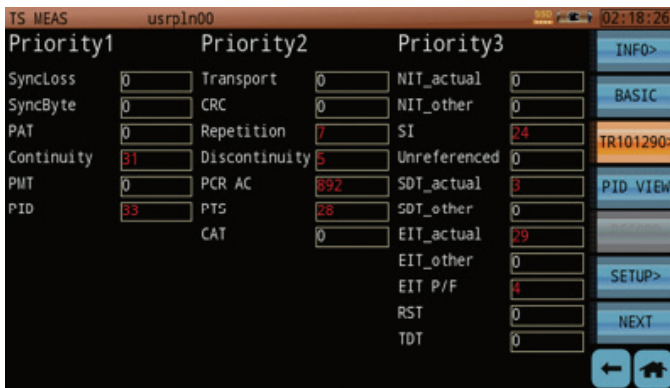 TS MEAS usrpln00 SSD 02:18:26
Priority1 Priority2 Priority3
SyncLoss 0 Transport 0 NIT_actual 0
SyncByte 0 CRC 0 NIT_other 0
PAT 0 Repetition 7 SI 24
Continuity 31 Discontinuity 5 Unreferenced 0
PMT 0 PCR AC 892 SDT_actual 3
PID 33 PTS 28 SDT_other 0
CAT 0 EIT_actual 29
EIT_other 0
EIT P/F 4
RST 0
TDT 0
INFO>
BASIC
TR101290>
PID VIEW
SETUP>
NEXT